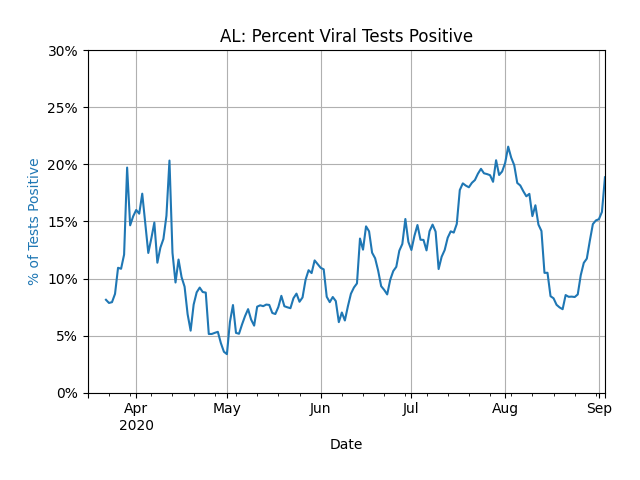 AL: Percent Viral Tests Positive
30%
25%
20%
15%
10%
5%
0%
% of Tests Positive
Apr May Jun Jul Aug Sep
2020
Date